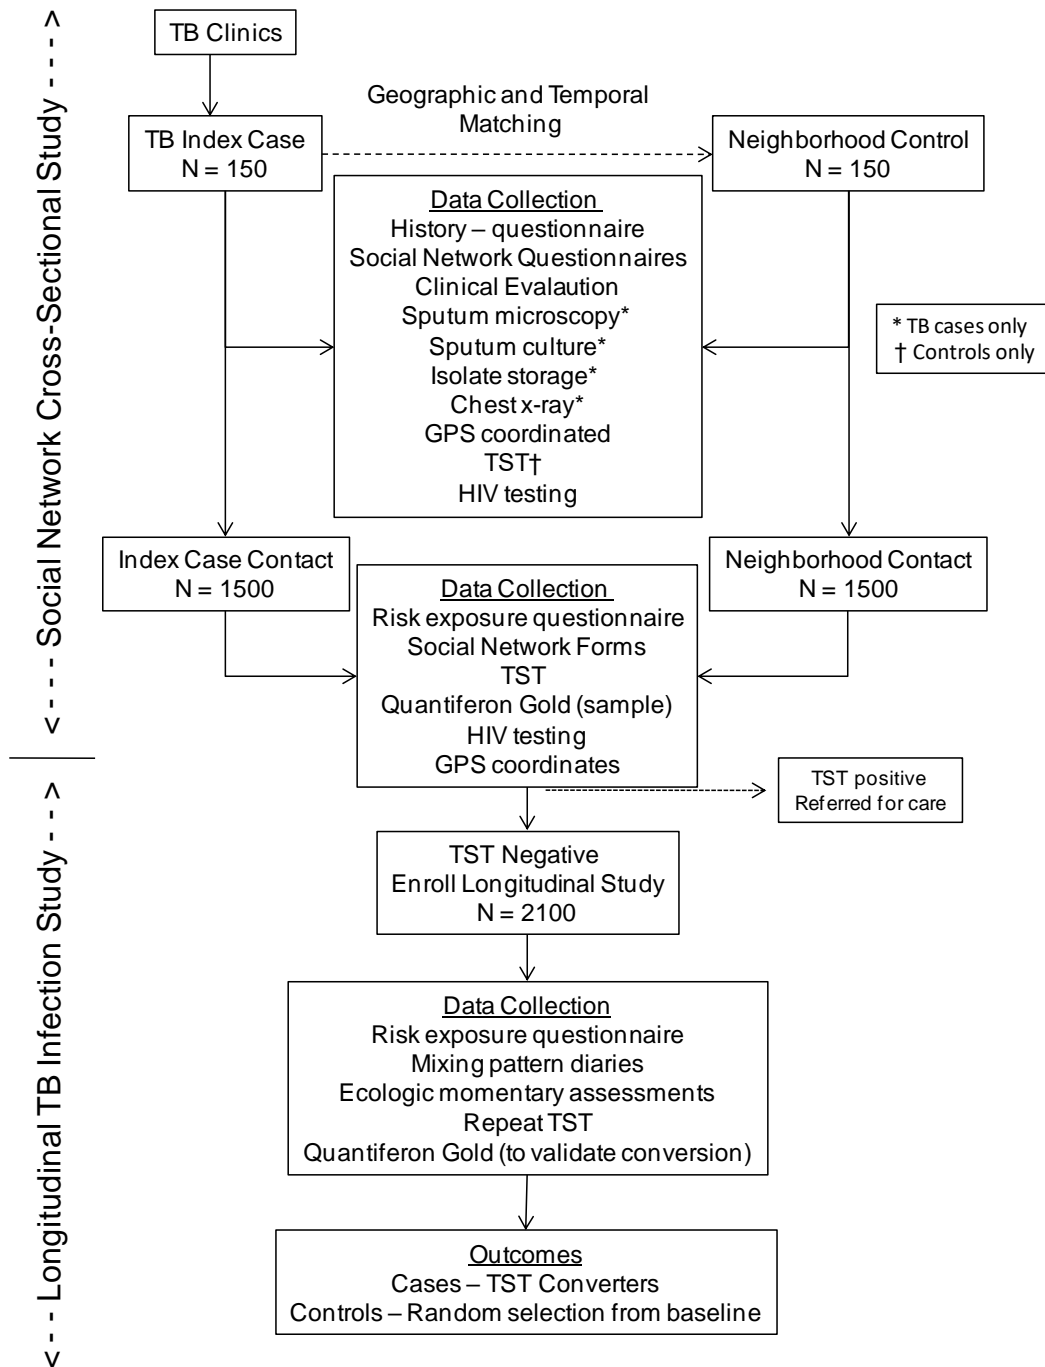 TB Clinics
Geographic and Temporal
Matching
TB Index Case
N = 150
Neighborhood Control
N = 150
Data Collection
History – questionnaire
Social Network Questionnaires
Clinical Evalaution
Sputum microscopy*
Sputum culture*
Isolate storage*
Chest x-ray*
GPS coordinated
TST†
HIV testing
* TB cases only
† Controls only
Index Case Contact
N = 1500
Neighborhood Contact
N = 1500
Data Collection
Risk exposure questionnaire
Social Network Forms
TST
Quantiferon Gold (sample)
HIV testing
GPS coordinates
TST positive
Referred for care
TST Negative
Enroll Longitudinal Study
N = 2100
Data Collection
Risk exposure questionnaire
Mixing pattern diaries
Ecologic momentary assessments
Repeat TST
Quantiferon Gold (to validate conversion)
Outcomes
Cases – TST Converters
Controls – Random selection from baseline
<- - - Social Network Cross-Sectional Study - - - ->
<- - - Longitudinal TB Infection Study - - ->